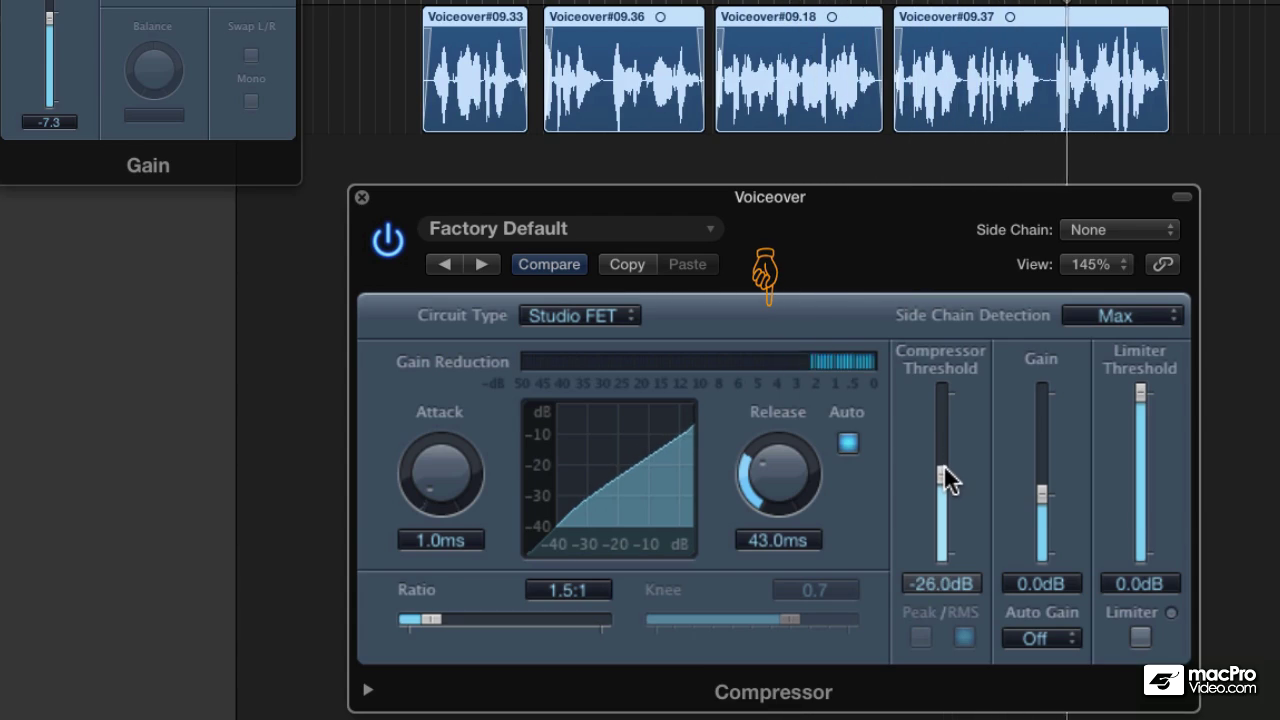 Voiceover#09.33 Voiceover#09.36 Voiceover#09.18 Voiceover#09.37
Balance Swap L/R
Mono
-7.3
Gain
Voiceover
Factory Default Side Chain: None
Compare Copy Paste View: 145%
Circuit Type Studio FET Side Chain Detection Max
Gain Reduction
-dB 50 45 40 35 30 25 20 15 12 10 8 6 5 4 3 2 1 .5 0
Compressor
Threshold
Gain
Limiter
Threshold
Attack Release Auto
dB
-10
-20
-30
-40
-40 -30 -20 -10 dB
1.0ms 43.0ms
-26.0dB 0.0dB 0.0dB
Ratio 1.5:1 Knee 0.7
Peak /RMS Auto Gain Limiter
Off
Compressor
macPro
Video.com